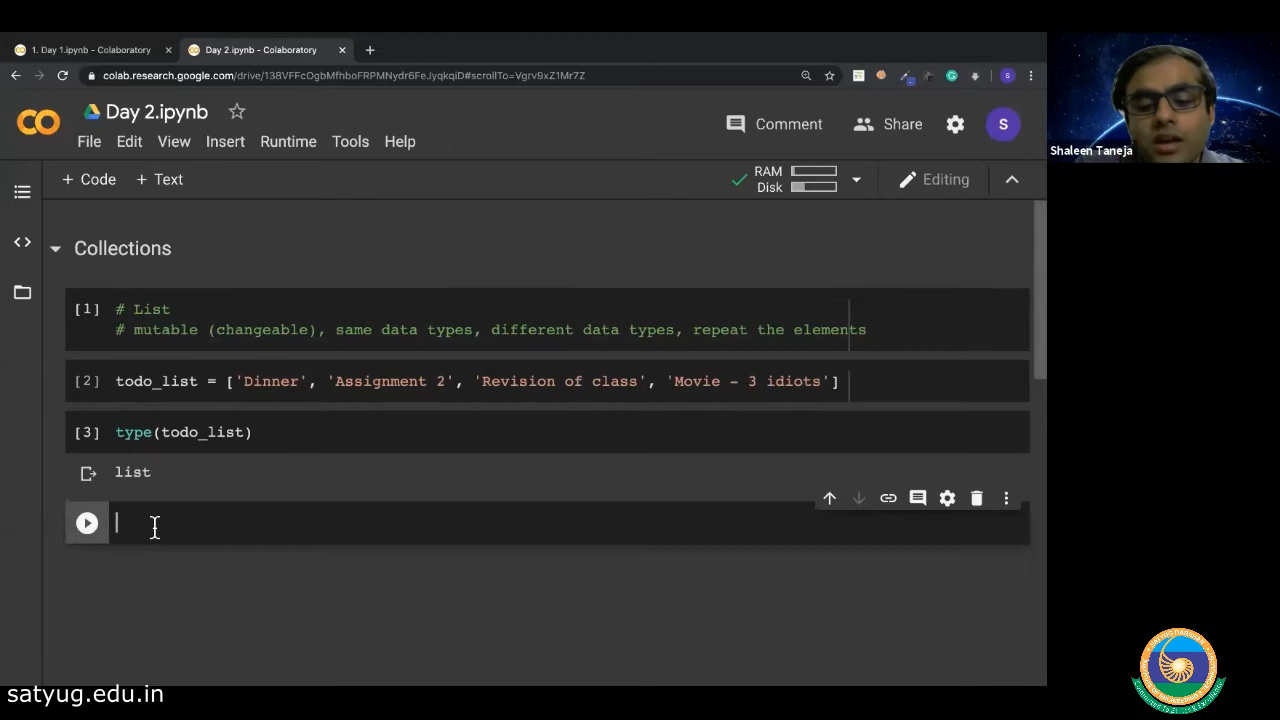 1. Day 1.ipynb - Colaboratory
Day 2.ipynb - Colaboratory
colab.research.google.com/drive/138VFFcOgbMfhboFRPMNydr6FeJyqkqiD#scrollTo=Vgrv9xZ1Mr7Z
S
CO
Day 2.ipynb
Comment
Share
S
File Edit View Insert Runtime Tools Help
Shaleen Taneja
+ Code + Text
RAM
Disk
Editing
Collections
[1] # List
# mutable (changeable), same data types, different data types, repeat the elements
[2] todo_list = ['Dinner', 'Assignment 2', 'Revision of class', 'Movie - 3 idiots']
[3] type(todo_list)
list
satyug.edu.in